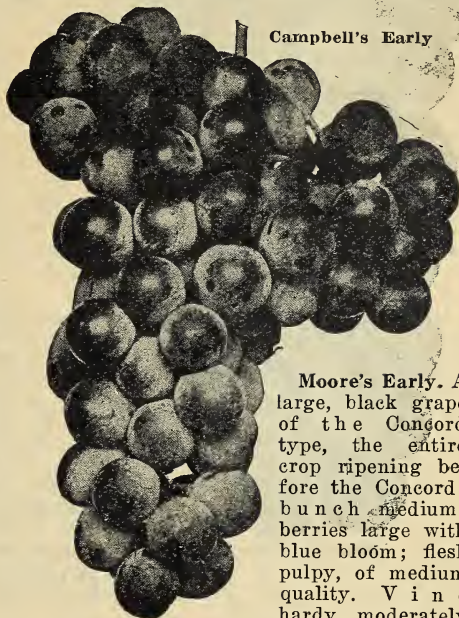 Campbell's Early
Moore's Early. A
large, black grape
of the Concord
type, the entire
crop ripening be-
fore the Concord;
bunch medium;
berries large with
blue bloom; flesh
pulpy, of medium
quality. Vin
hardy, moderately